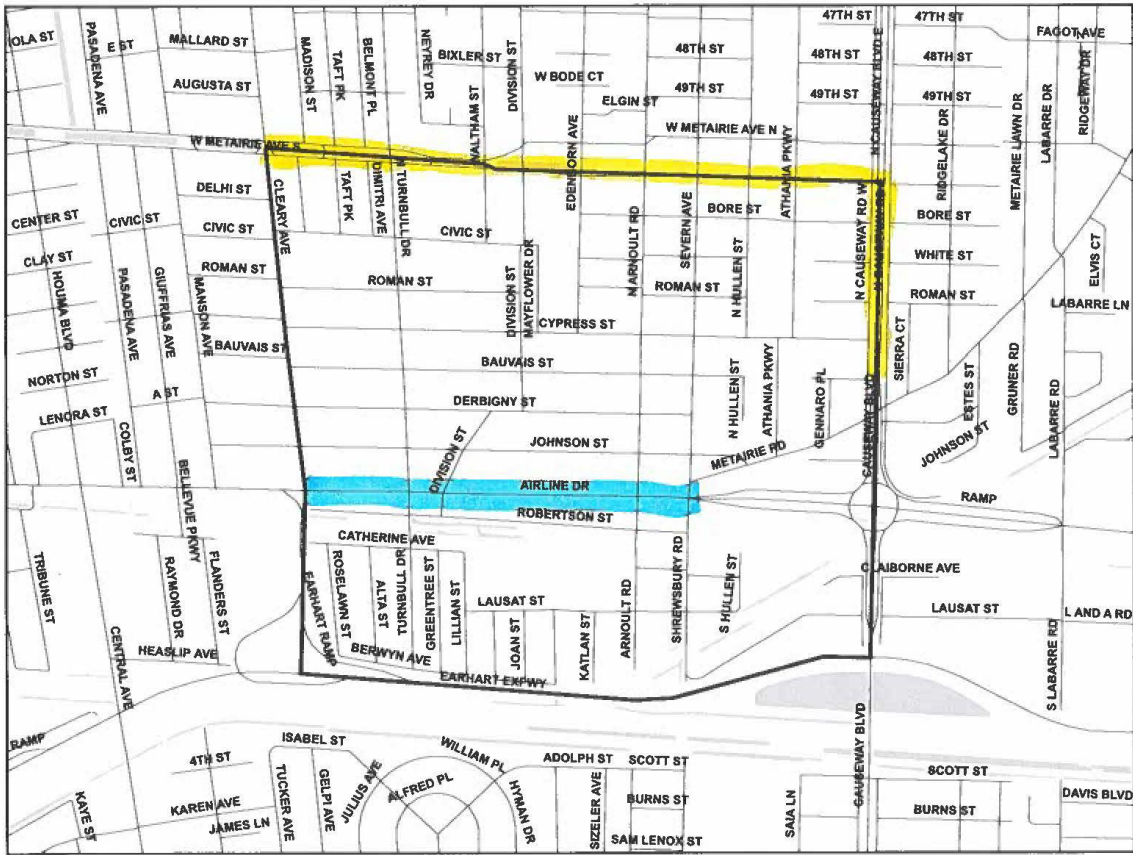 47TH ST
47TH ST
IOLA ST
PASADENA AVE
E ST
MALLARD ST
MADISON ST
TAFT PK
BELMONT PL
NEYREY DR
BIXLER ST
DIVISION ST
48TH ST
48TH ST
N CAUSEWAY BLVD E
48TH ST
FAGOT AVE
RIDGEWAY DR
W BODE CT
AUGUSTA ST
49TH ST
49TH ST
49TH ST
ELGIN ST
LABARRE DR
METAIRIE LAWN DR
RIDGELAKE DR
W METAIRIE AVE N
W METAIRIE AVE S
EDENBORN AVE
ATHANIA PKWY
DELHI ST
CLEARY AVE
TAFT PK
DIMITRI AVE
N TURNBULL DR
BORE ST
BORE ST
CENTER ST
CIVIC ST
CIVIC ST
CIVIC ST
N ARNOULT RD
SEVERN AVE
N HULLEN ST
N CAUSEWAY RD W
WHITE ST
ELVIS CT
CLAY ST
HOUMA BLVD
PASADENA AVE
GIUFFRIAS AVE
MANSON AVE
ROMAN ST
ROMAN ST
DIVISION ST
MAYFLOWER DR
ROMAN ST
ROMAN ST
LABARRE LN
CYPRESS ST
SIERRA CT
BAUVAIS ST
BAUVAIS ST
NORTON ST
A ST
DERBIGNY ST
N HULLEN ST
ATHANIA PKWY
GENNARO PL
CAUSEWAY BLVD
ESTES ST
GRUNER RD
LABARRE RD
LENORA ST
COLBY ST
JOHNSON ST
JOHNSON ST
METAIRIE RD
DIVISION ST
BELLEVUE PKWY
AIRLINE DR
RAMP
ROBERTSON ST
CATHERINE AVE
TRIBUNE ST
RAYMOND DR
FLANDERS ST
EARHART RAMP
ROSELAWN ST
ALTA ST
TURNBULL DR
GREENTREE ST
LILLIAN ST
LAUSAT ST
JOAN ST
KATLAN ST
ARNOULT RD
SHREWSBURY RD
S HULLEN ST
CLAIBORNE AVE
LAUSAT ST
L AND A RD
S LABARRE RD
CENTRAL AVE
HEASLIP AVE
BERWYN AVE
EARHART EXPWY
RAMP
4TH ST
ISABEL ST
JULIUS AVE
ALFRED PL
WILLIAM PL
HYMAN DR
ADOLPH ST
SCOTT ST
CAUSEWAY BLVD
SCOTT ST
KAYE ST
KAREN AVE
TUCKER AVE
GELPI AVE
SIZELER AVE
BURNS ST
SAIA LN
BURNS ST
DAVIS BLVD
JAMES LN
SAM LENOX ST